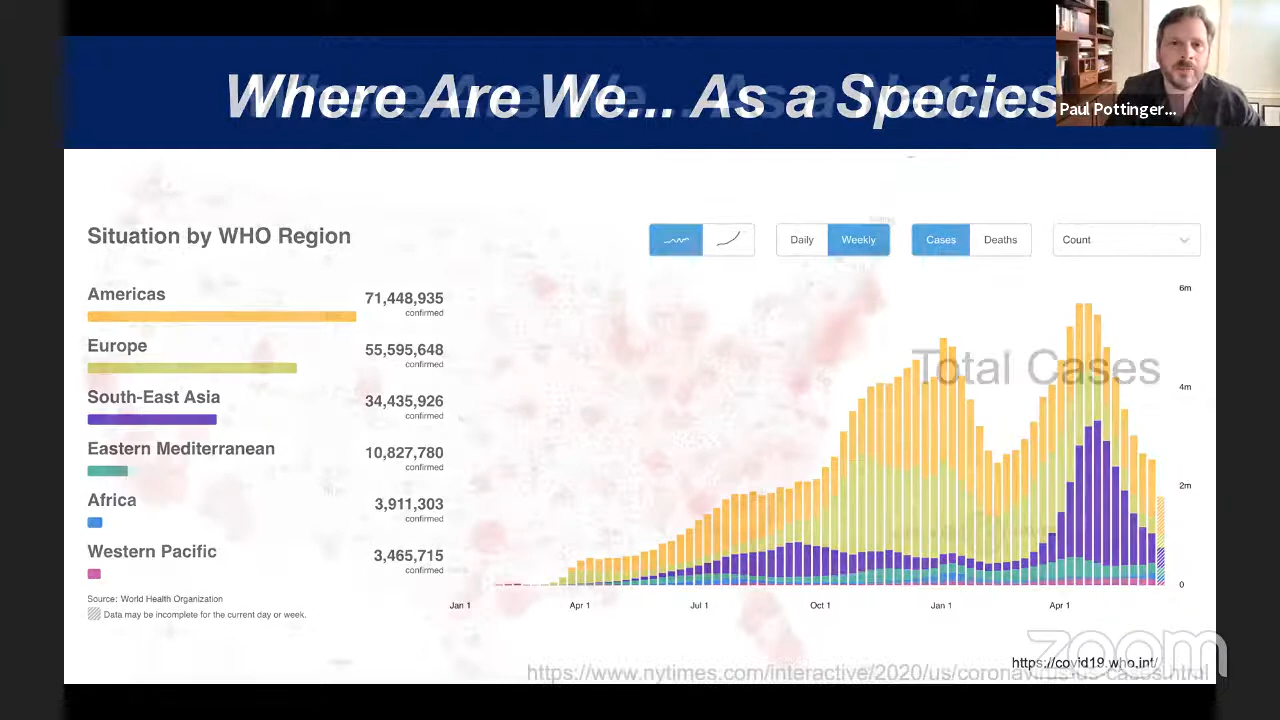 Where Are We... As a Species
Paul Pottinger...
Situation by WHO Region
Daily
Weekly
Cases
Deaths
Count
Americas
71,448,935
confirmed
Europe
55,595,648
confirmed
South-East Asia
34,435,926
confirmed
Eastern Mediterranean
10,827,780
confirmed
Africa
3,911,303
confirmed
Western Pacific
3,465,715
confirmed
6m
4m
2m
0
Total Cases
Jan 1
Apr 1
Jul 1
Oct 1
Jan 1
Apr 1
Source: World Health Organization
Data may be incomplete for the current day or week.
https://covid19.who.int/
https://www.nytimes.com/interactive/2020/us/coronavirus-us-cases.html
zoom